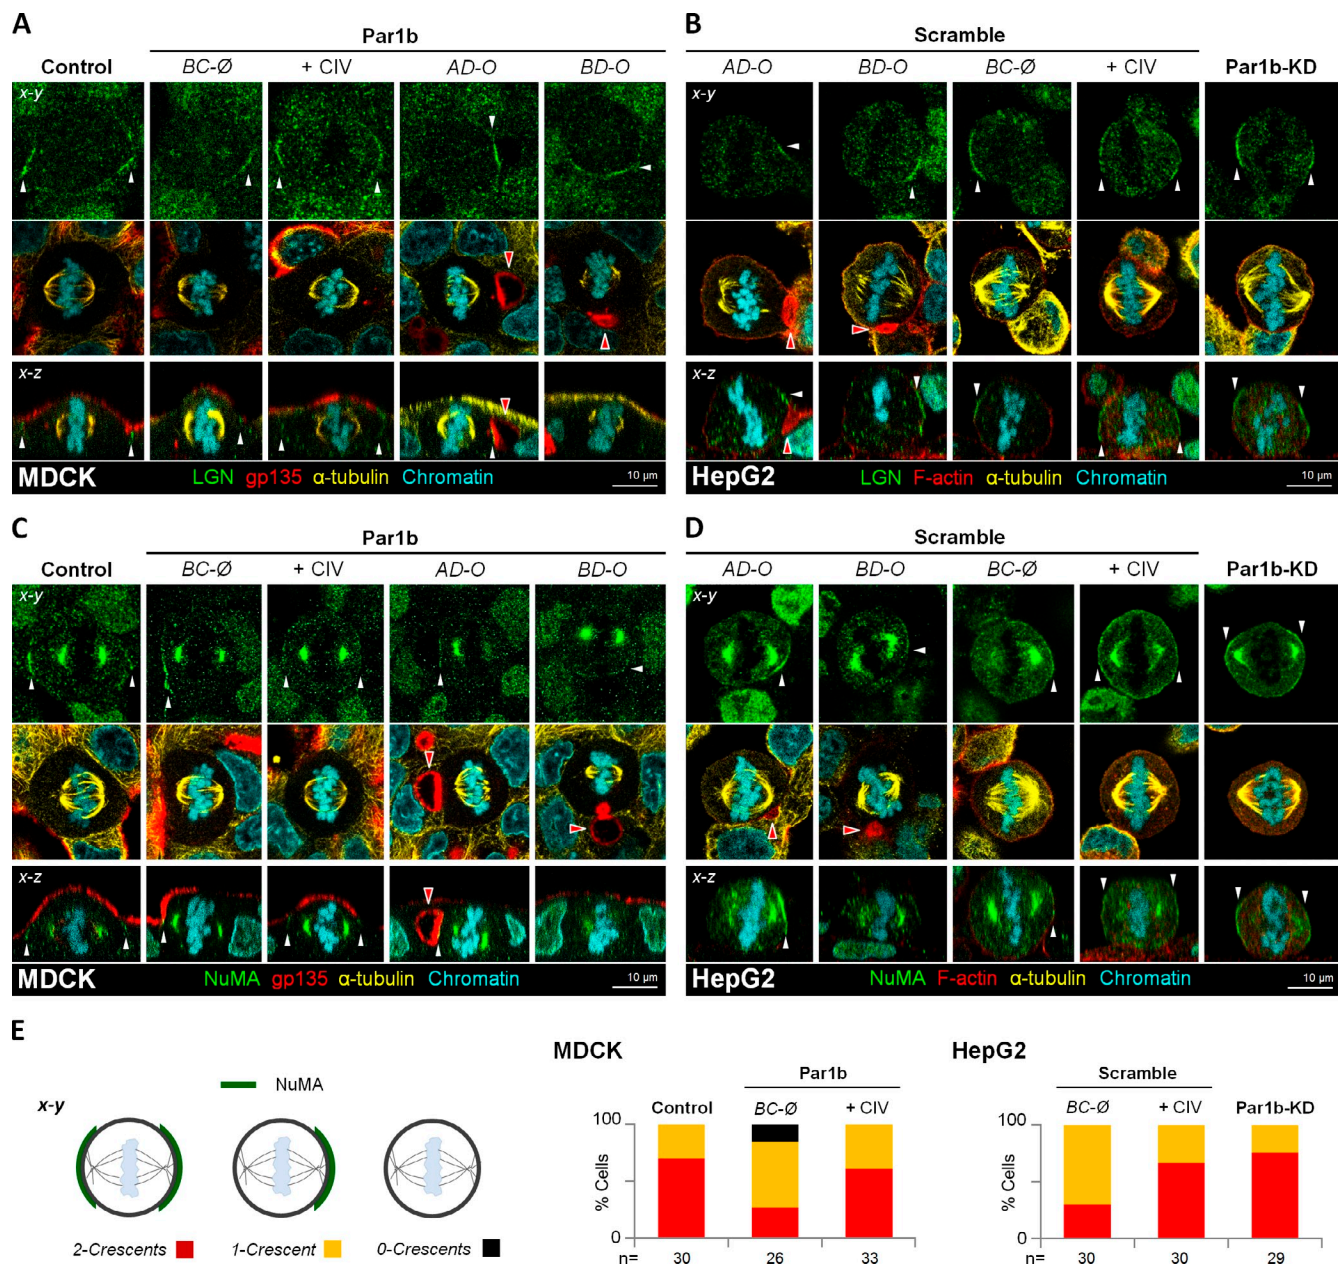 A
Par1b
Control BC-Ø + CIV AD-O BD-O
x-y
x-z
MDCK LGN gp135 α-tubulin Chromatin 10 µm
B
Scramble
AD-O BD-O BC-Ø + CIV Par1b-KD
x-y
x-z
HepG2 LGN F-actin α-tubulin Chromatin 10 µm
C
Par1b
Control BC-Ø + CIV AD-O BD-O
x-y
x-z
MDCK NuMA gp135 α-tubulin Chromatin 10 µm
D
Scramble
AD-O BD-O BC-Ø + CIV Par1b-KD
x-y
x-z
HepG2 NuMA F-actin α-tubulin Chromatin 10 µm
E
NuMA
x-y
2-Crescents 1-Crescent 0-Crescents
MDCK
Par1b
Control BC-Ø + CIV
100
% Cells
0
n= 30 26 33
HepG2
Scramble
BC-Ø + CIV Par1b-KD
100
% Cells
0
n= 30 30 29